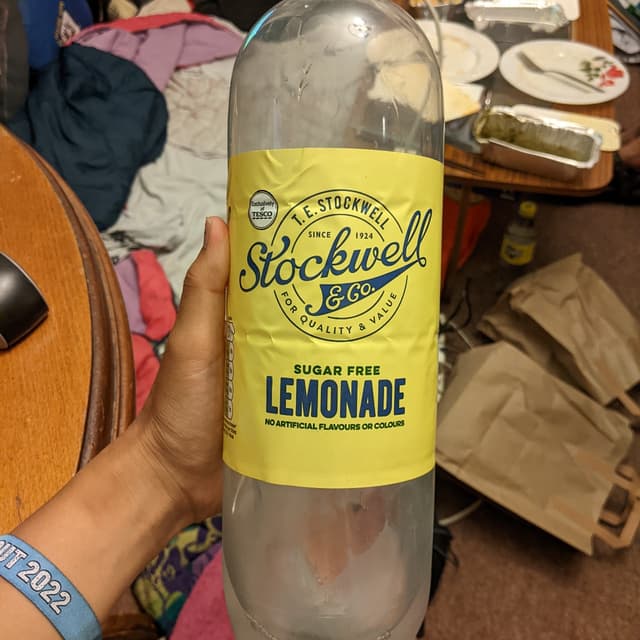 Exclusively
at
TESCO
T. E. STOCKWELL
SINCE 1924
Stockwell
& CO.
FOR QUALITY & VALUE
SUGAR FREE
LEMONADE
NO ARTIFICIAL FLAVOURS OR COLOURS
UT 2022